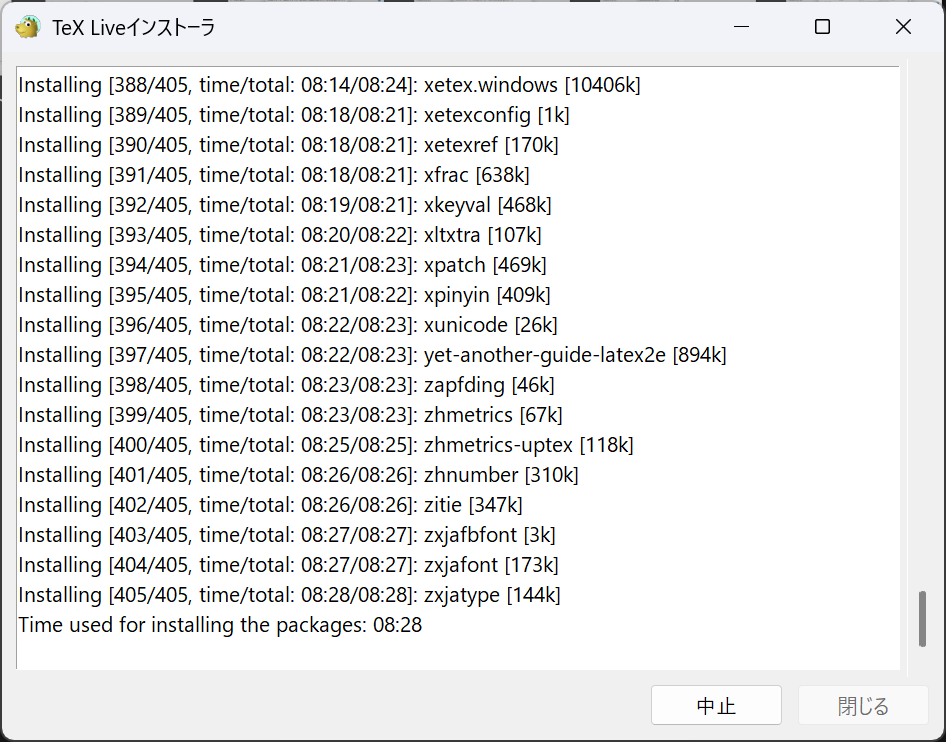 TeX Liveインストーラ
Installing [388/405, time/total: 08:14/08:24]: xetex.windows [10406k]
Installing [389/405, time/total: 08:18/08:21]: xetexconfig [1k]
Installing [390/405, time/total: 08:18/08:21]: xetexref [170k]
Installing [391/405, time/total: 08:18/08:21]: xfrac [638k]
Installing [392/405, time/total: 08:19/08:21]: xkeyval [468k]
Installing [393/405, time/total: 08:20/08:22]: xltxtra [107k]
Installing [394/405, time/total: 08:21/08:23]: xpatch [469k]
Installing [395/405, time/total: 08:21/08:22]: xpinyin [409k]
Installing [396/405, time/total: 08:22/08:23]: xunicode [26k]
Installing [397/405, time/total: 08:22/08:23]: yet-another-guide-latex2e [894k]
Installing [398/405, time/total: 08:23/08:23]: zapfding [46k]
Installing [399/405, time/total: 08:23/08:23]: zhmetrics [67k]
Installing [400/405, time/total: 08:25/08:25]: zhmetrics-uptex [118k]
Installing [401/405, time/total: 08:26/08:26]: zhnumber [310k]
Installing [402/405, time/total: 08:26/08:26]: zitie [347k]
Installing [403/405, time/total: 08:27/08:27]: zxjafbfont [3k]
Installing [404/405, time/total: 08:27/08:27]: zxjafont [173k]
Installing [405/405, time/total: 08:28/08:28]: zxjatype [144k]
Time used for installing the packages: 08:28
中止
閉じる